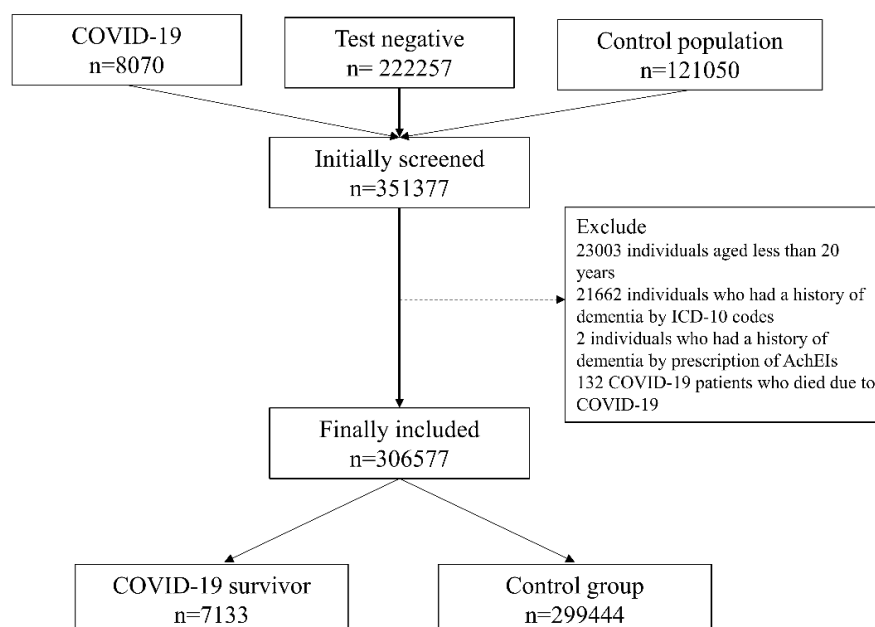 COVID-19
n=8070
Test negative
n= 222257
Control population
n=121050
Initially screened
n=351377
Exclude
23003 individuals aged less than 20
years
21662 individuals who had a history of
dementia by ICD-10 codes
2 individuals who had a history of
dementia by prescription of AchEIs
132 COVID-19 patients who died due to
COVID-19
Finally included
n=306577
COVID-19 survivor
n=7133
Control group
n=299444